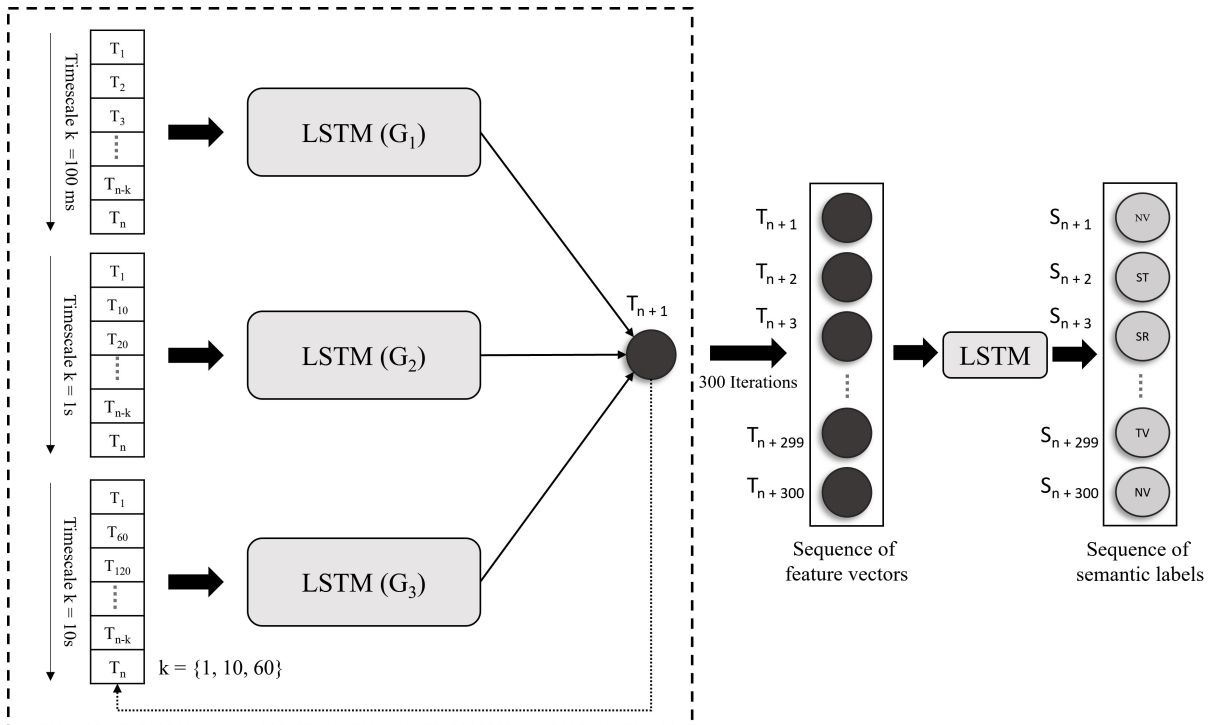 Timescale k =100 ms
T1
T2
T3
Tn-k
Tn
LSTM (G1)
Timescale k = 1s
T1
T10
T20
Tn-k
Tn
LSTM (G2)
Timescale k = 10s
T1
T60
T120
Tn-k
Tn
LSTM (G3)
k = {1, 10, 60}
Tn + 1
300 Iterations
Tn + 1
Tn + 2
Tn + 3
Tn + 299
Tn + 300
Sequence of
feature vectors
LSTM
Sn + 1
NV
Sn + 2
ST
Sn + 3
SR
Sn + 299
TV
Sn + 300
NV
Sequence of
semantic labels